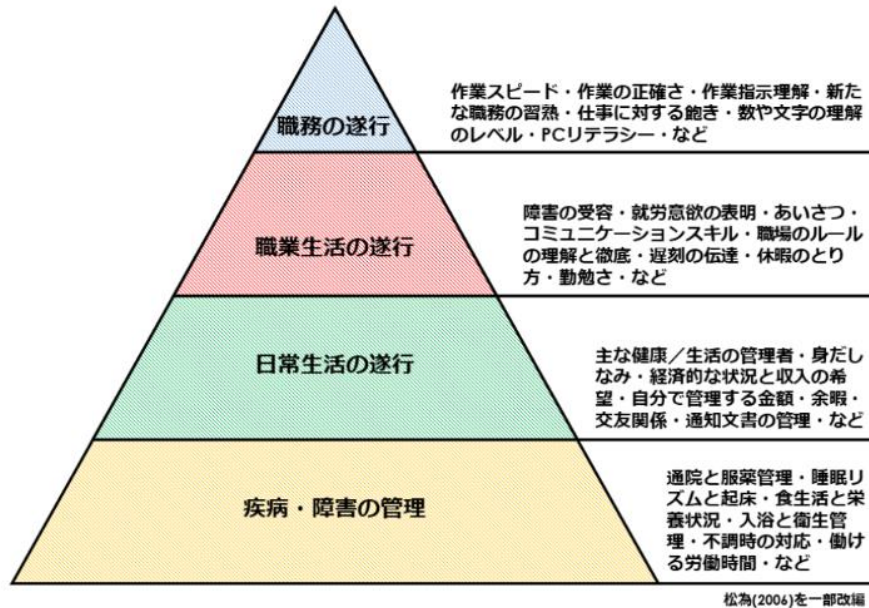 職務の遂行
作業スピード・作業の正確さ・作業指示理解・新た
な職務の習熟・仕事に対する飽き・数や文字の理解
のレベル・PCリテラシー・など
職業生活の遂行
障害の受容・就労意欲の表明・あいさつ・
コミュニケーションスキル・職場のルール
の理解と徹底・遅刻の伝達・休暇のとり
方・勤勉さ・など
日常生活の遂行
主な健康／生活の管理者・身だし
なみ・経済的な状況と収入の希
望・自分で管理する金額・余暇・
交友関係・通知文書の管理・など
疾病・障害の管理
通院と服薬管理・睡眠リ
ズムと起床・食生活と栄
養状況・入浴と衛生管
理・不調時の対応・働け
る労働時間・など
松為(2006)を一部改編